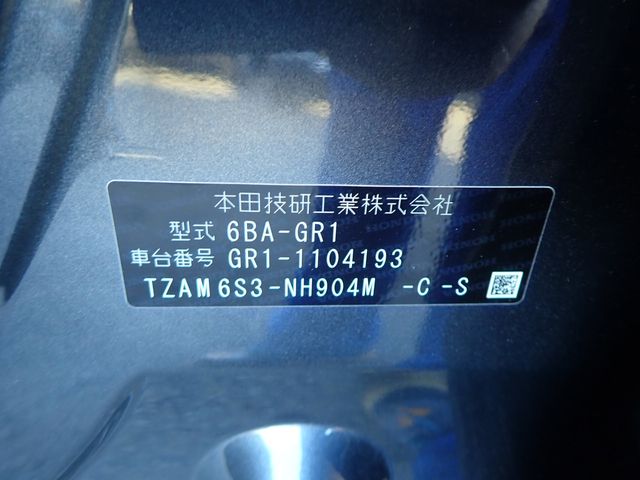 本田技研工業株式会社
型式 6BA-GR1
車台番号 GR1-1104193
TZAM6S3-NH904M -C -S